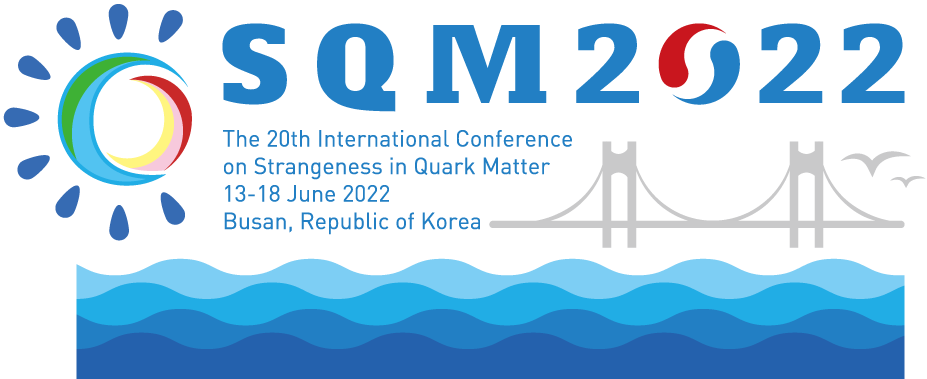 SQM2022
The 20th International Conference
on Strangeness in Quark Matter
13-18 June 2022
Busan, Republic of Korea